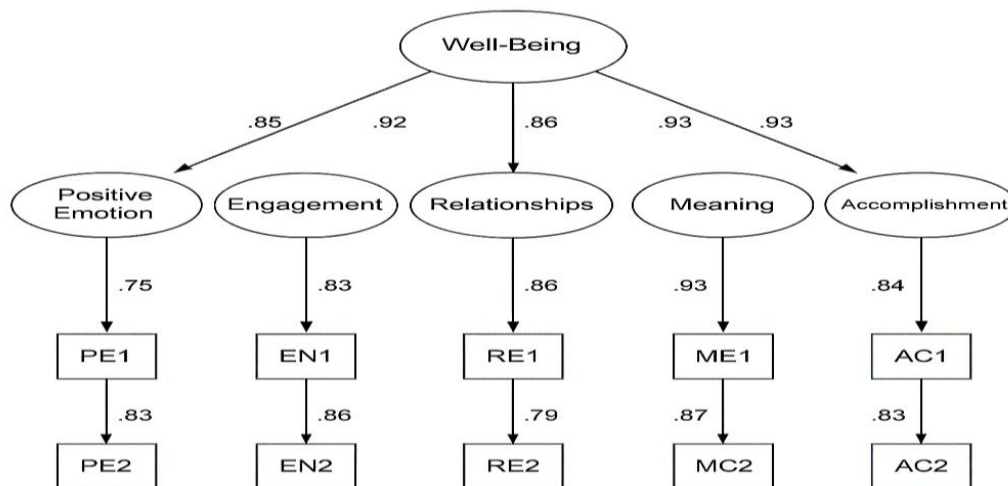 Well-Being
.85
.92
.86
.93
.93
Positive
Emotion
Engagement
Relationships
Meaning
Accomplishment
.75
.83
.86
.93
.84
PE1
EN1
RE1
ME1
AC1
.83
.86
.79
.87
.83
PE2
EN2
RE2
MC2
AC2